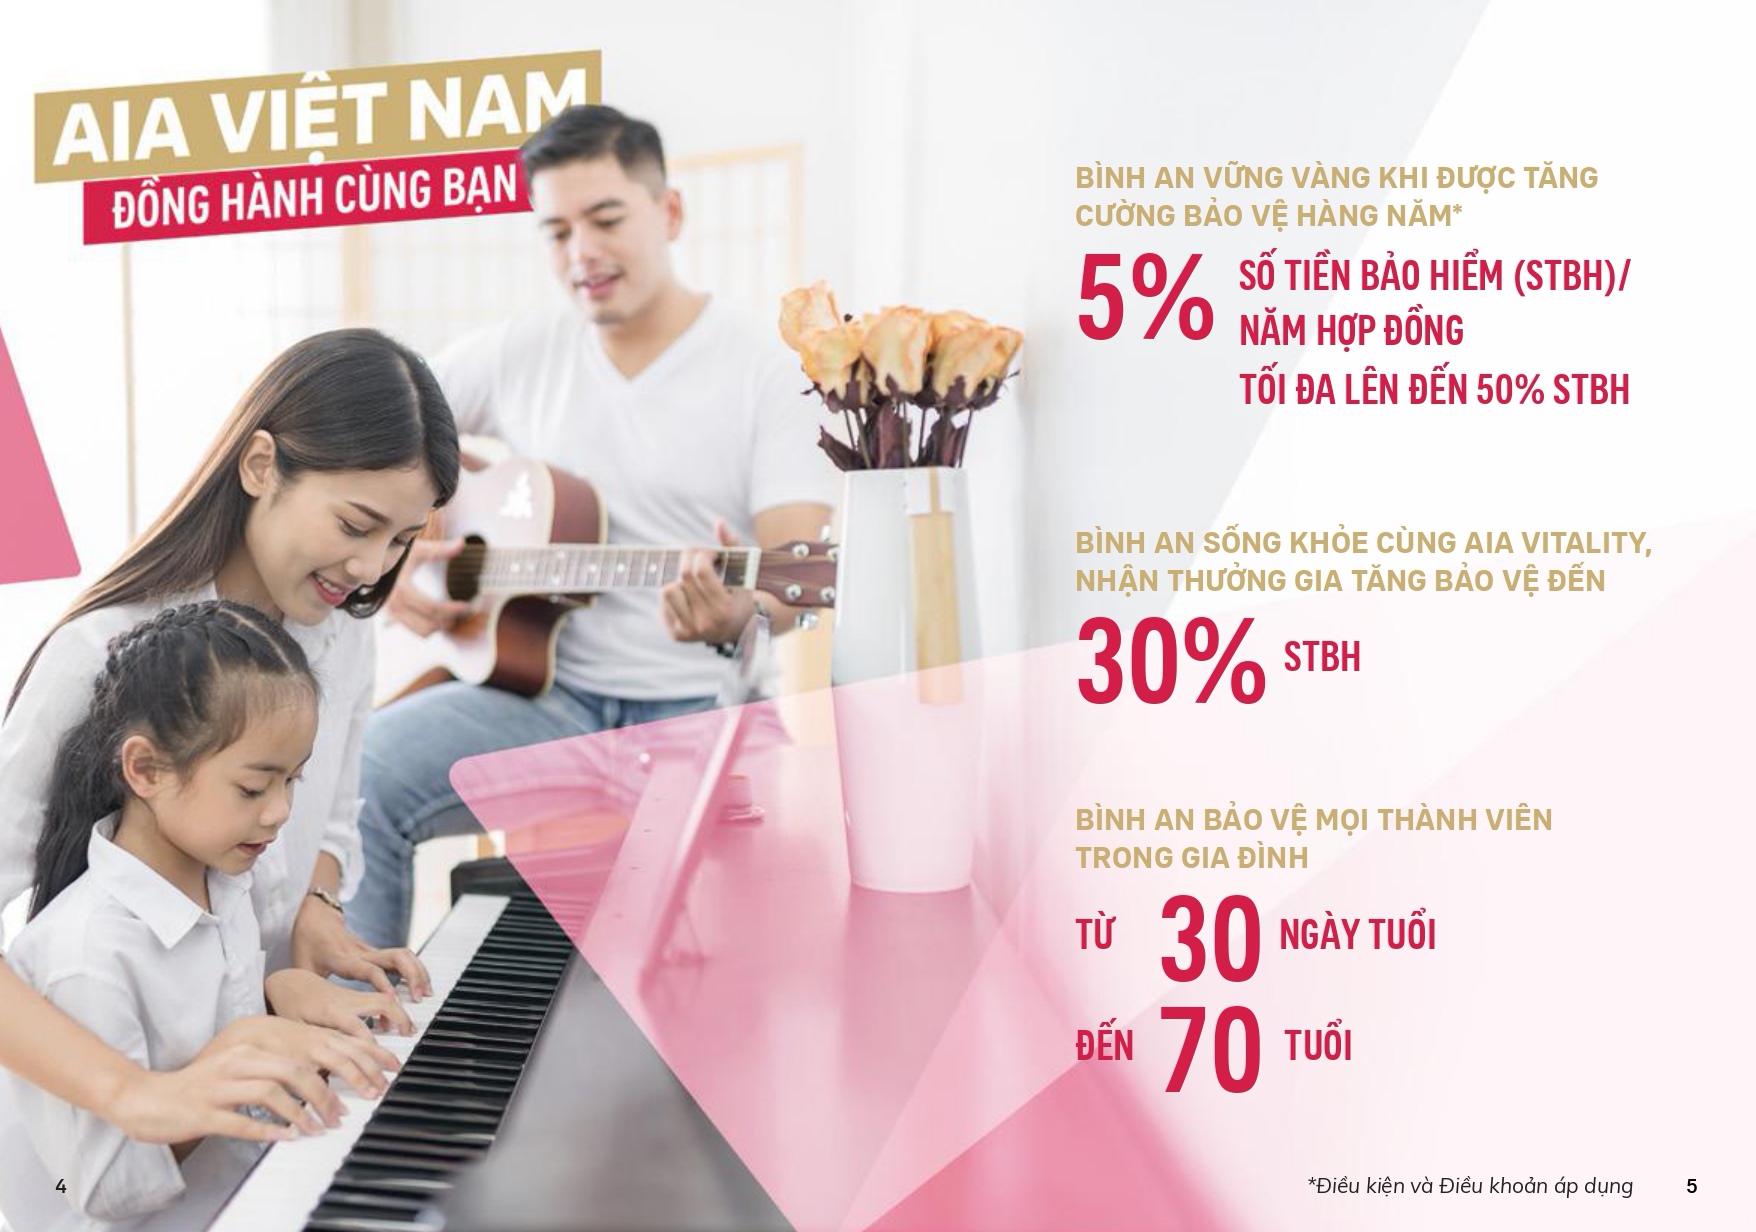 AIA VIỆT NAM
ĐỒNG HÀNH CÙNG BẠN
BÌNH AN VỮNG VÀNG KHI ĐƯỢC TĂNG
CƯỜNG BẢO VỆ HÀNG NĂM*
5% SỐ TIỀN BẢO HIỂM (STBH)/
NĂM HỢP ĐỒNG
TỐI ĐA LÊN ĐẾN 50% STBH
BÌNH AN SỐNG KHỎE CÙNG AIA VITALITY,
NHẬN THƯỞNG GIA TĂNG BẢO VỆ ĐẾN
30% STBH
BÌNH AN BẢO VỆ MỌI THÀNH VIÊN
TRONG GIA ĐÌNH
TỪ 30 NGÀY TUỔI
ĐẾN 70 TUỔI
4
*Điều kiện và Điều khoản áp dụng 5